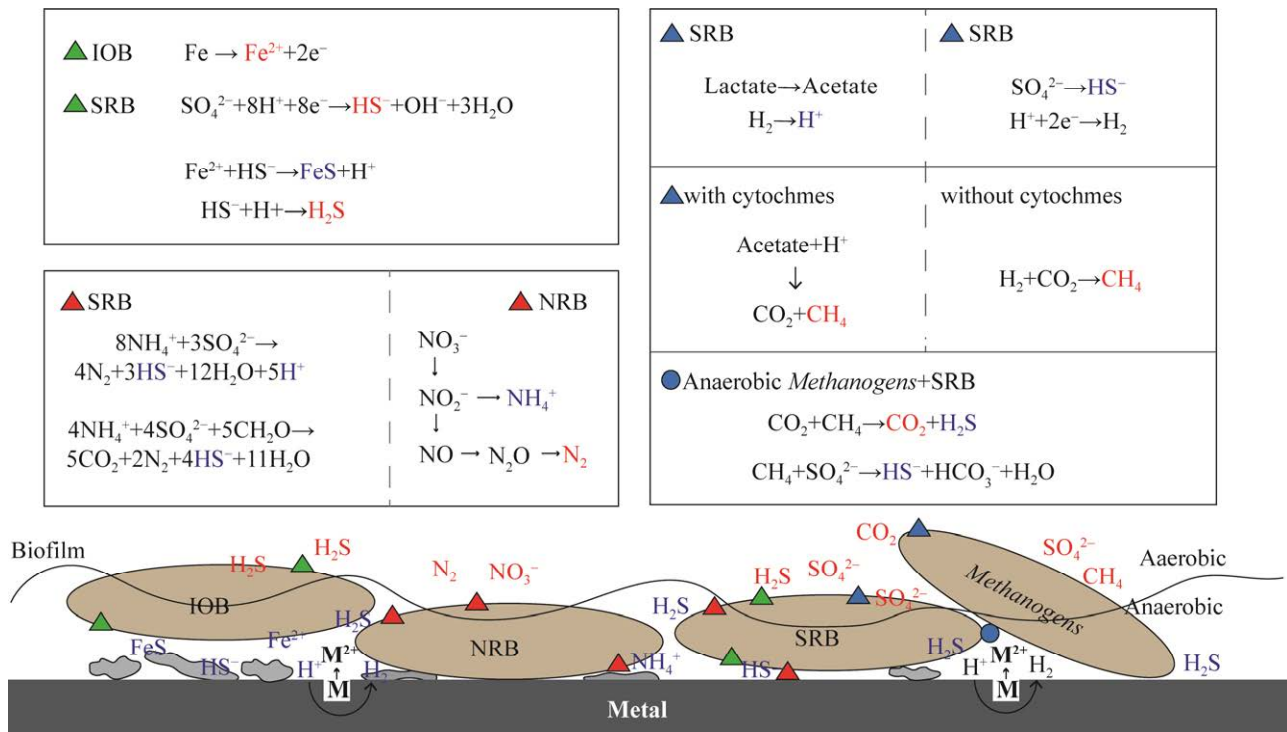 IOB Fe → Fe²⁺+2e⁻
SRB SO₄²⁻+8H⁺+8e⁻→HS⁻+OH⁻+3H₂O
Fe²⁺+HS⁻→FeS+H⁺
HS⁻+H+→H₂S
SRB
8NH₄⁺+3SO₄²⁻→
4N₂+3HS⁻+12H₂O+5H⁺
4NH₄⁺+4SO₄²⁻+5CH₂O→
5CO₂+2N₂+4HS⁻+11H₂O
NRB
NO₃⁻
↓
NO₂⁻ → NH₄⁺
↓
NO → N₂O → N₂
SRB
Lactate→Acetate
H₂→H⁺
SRB
SO₄²⁻→HS⁻
H⁺+2e⁻→H₂
with cytochmes
Acetate+H⁺
↓
CO₂+CH₄
without cytochmes
H₂+CO₂→CH₄
Anaerobic Methanogens+SRB
CO₂+CH₄→CO₂+H₂S
CH₄+SO₄²⁻→HS⁻+HCO₃⁻+H₂O
Biofilm
H₂S
H₂S
IOB
FeS
HS⁻
Fe²⁺
H₂S
H⁺
M²⁺
↑
M
H₂
N₂
NO₃⁻
NRB
NH₄⁺
H₂S
H₂S
SO₄²⁻
SO₄²⁻
SRB
HS⁻
CO₂
Methanogens
SO₄²⁻
CH₄
Aaerobic
Anaerobic
H₂S
H⁺
M²⁺
↑
M
H₂
H₂S
Metal